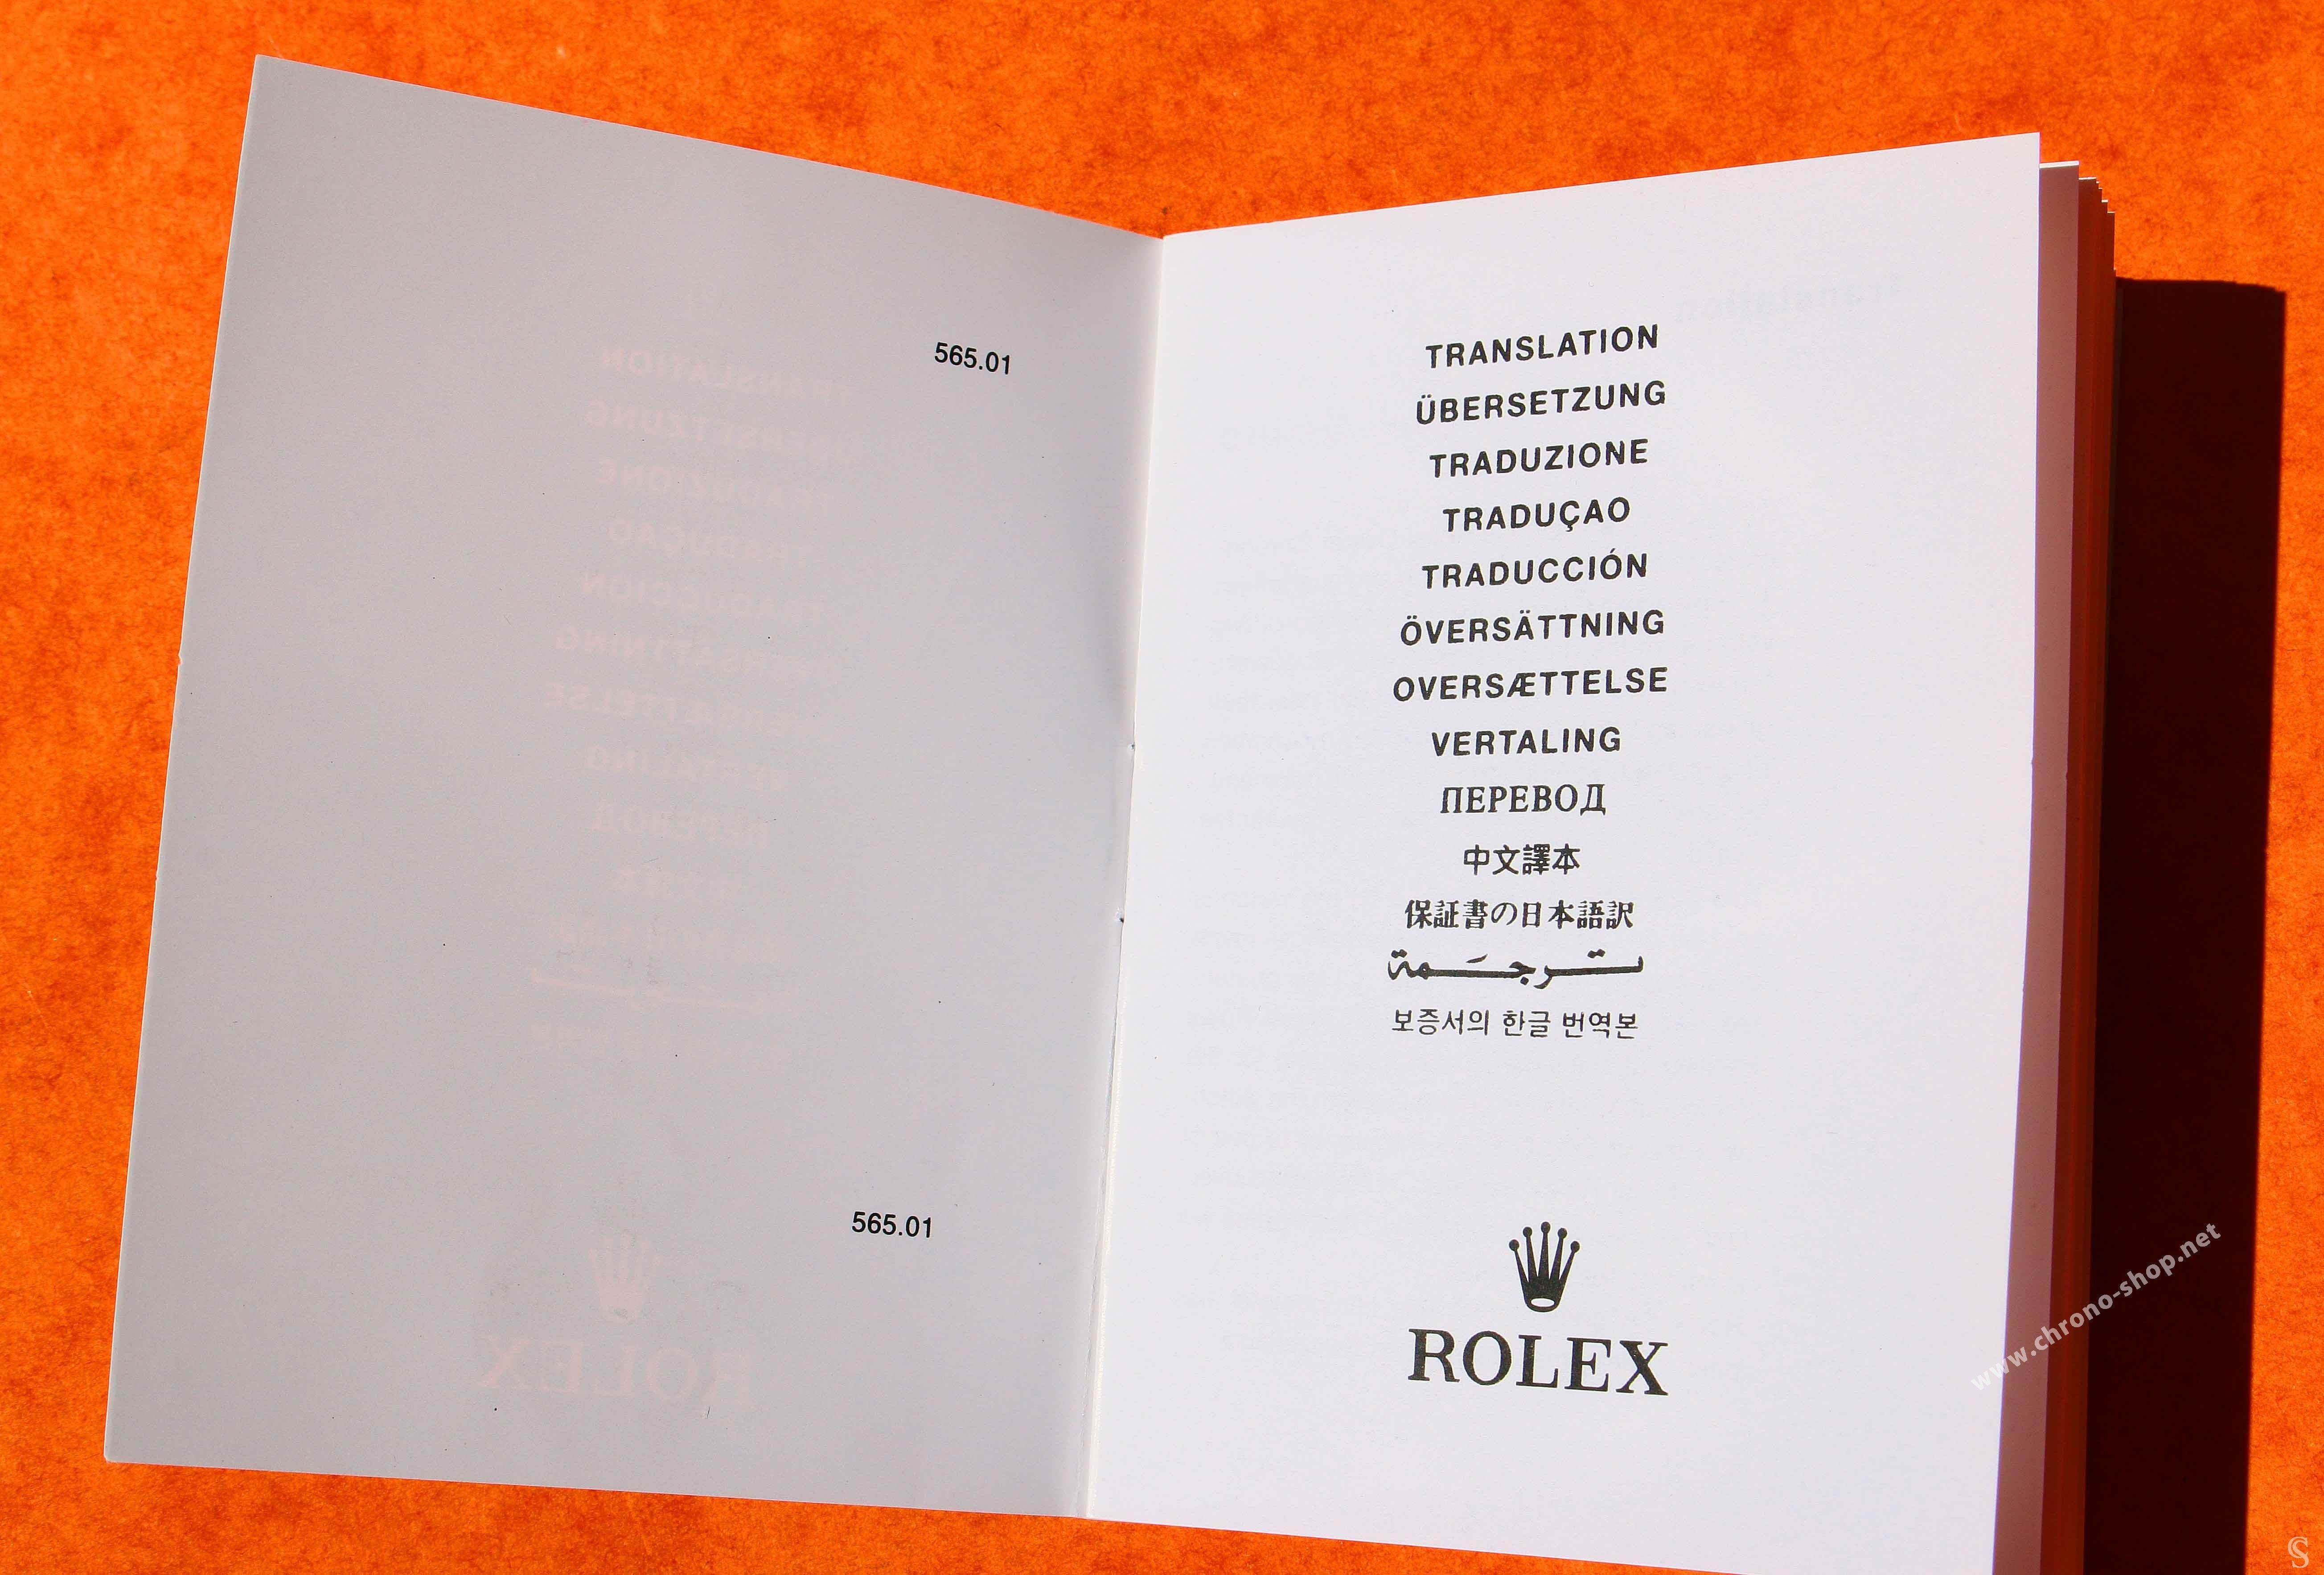 565.01
565.01
TRANSLATION
ÜBERSETZUNG
TRADUZIONE
TRADUÇAO
TRADUCCIÓN
ÖVERSÄTTNING
OVERSÆTTELSE
VERTALING
ПЕРЕВОД
中文譯本
保証書の日本語訳
ترجمة
보증서의 한글 번역본
ROLEX
www.chrono-shop.net